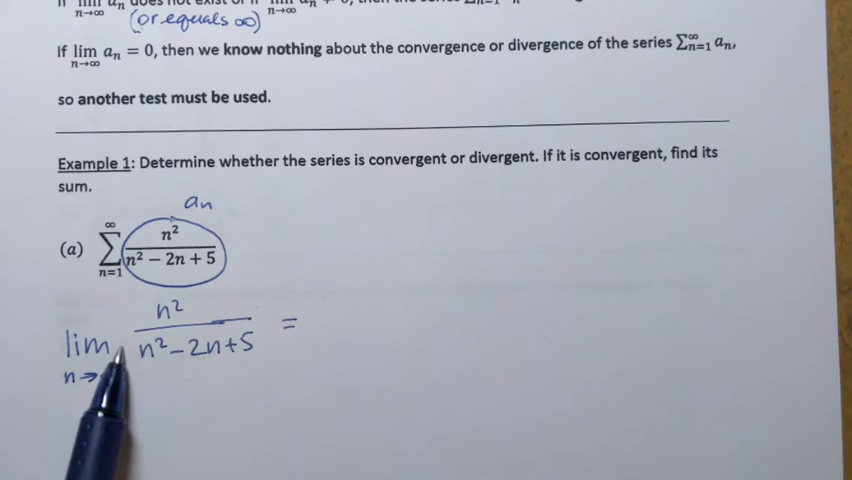 (or equals ∞)
If lim n→∞ aₙ = 0, then we know nothing about the convergence or divergence of the series Σ∞n=1 aₙ,
so another test must be used.
Example 1: Determine whether the series is convergent or divergent. If it is convergent, find its
sum.
aₙ
(a) ∑∞n=1 n²/(n² − 2n + 5)
lim n→ n²/(n² − 2n + 5) =